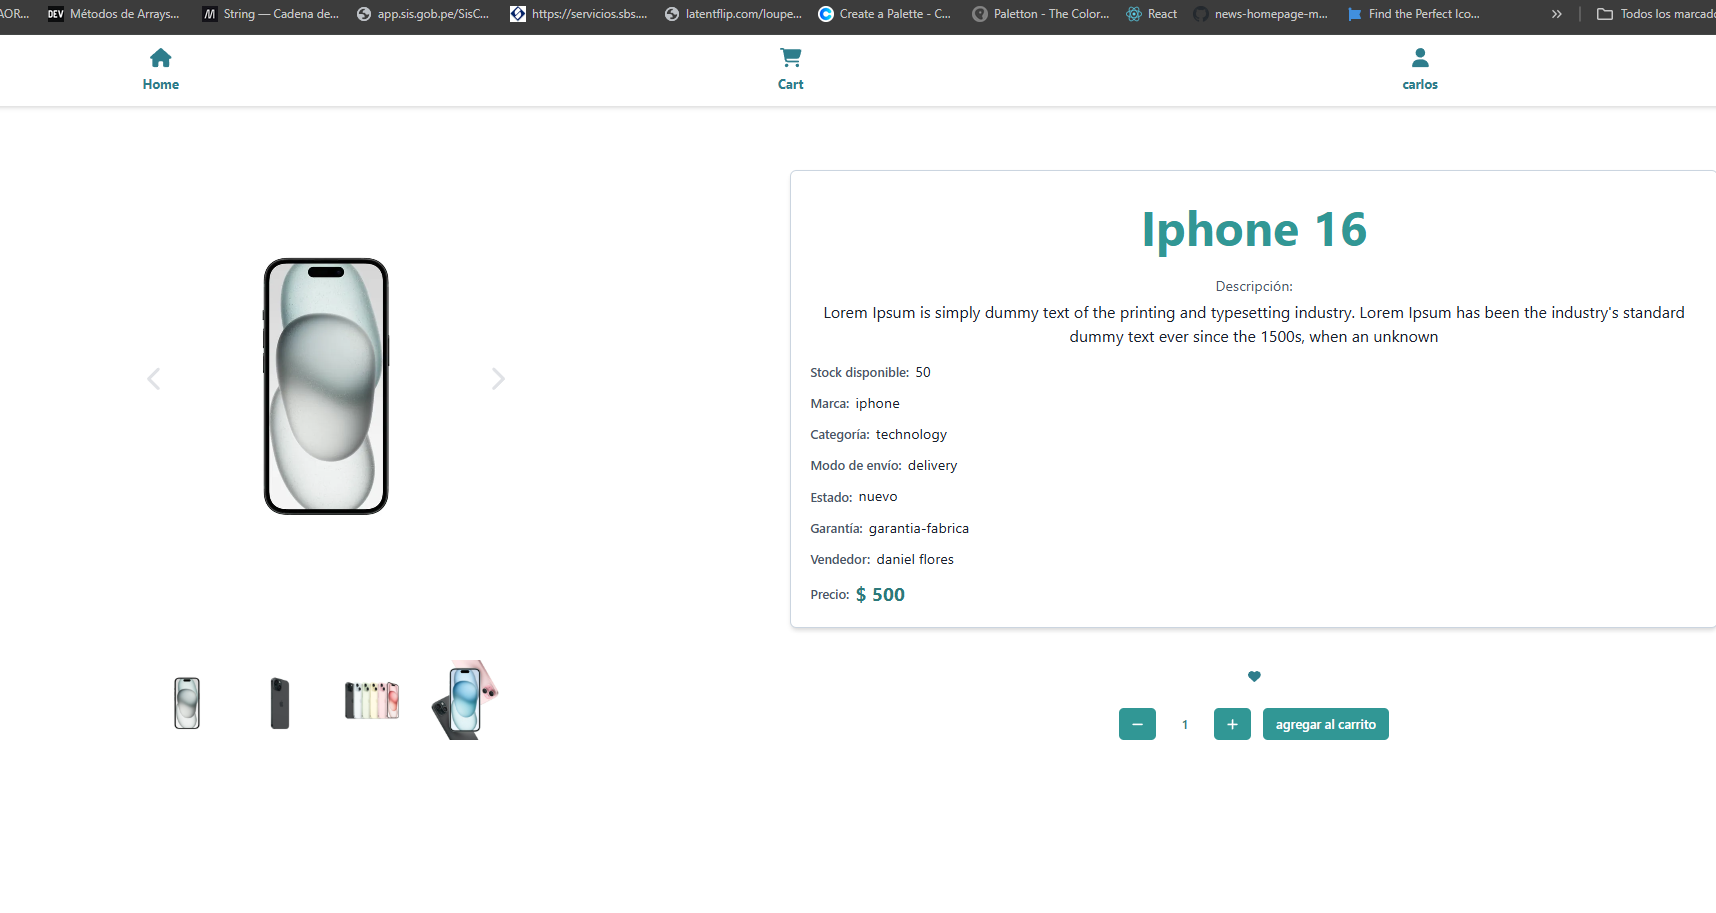 AOR...
DEV Métodos de Arrays...
M String — Cadena de...
app.sis.gob.pe/SisC...
https://servicios.sbs....
latentflip.com/loupe...
Create a Palette - C...
Paletton - The Color...
React
news-homepage-m...
Find the Perfect Ico...
Todos los marcado
Home
Cart
carlos
Iphone 16
Descripción:
Lorem Ipsum is simply dummy text of the printing and typesetting industry. Lorem Ipsum has been the industry's standard
dummy text ever since the 1500s, when an unknown
Stock disponible: 50
Marca: iphone
Categoría: technology
Modo de envío: delivery
Estado: nuevo
Garantía: garantia-fabrica
Vendedor: daniel flores
Precio: $ 500
− 1 + agregar al carrito